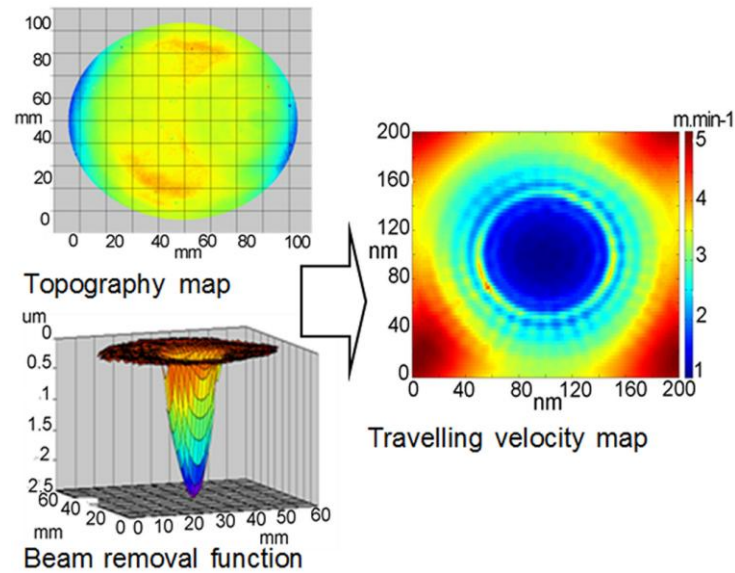 100
80
60
mm
40
20
0
0 20 40 60 80 100
mm
Topography map
um
0
0.5
.1
1.5
.2
2.5
60
40
mm
20
0
0 10 20 30 40 50 60
mm
Beam removal function
m.min-1
200
160
120
nm
80
40
0
0 40 80 120 160 200
nm
5
4
3
2
1
Travelling velocity map